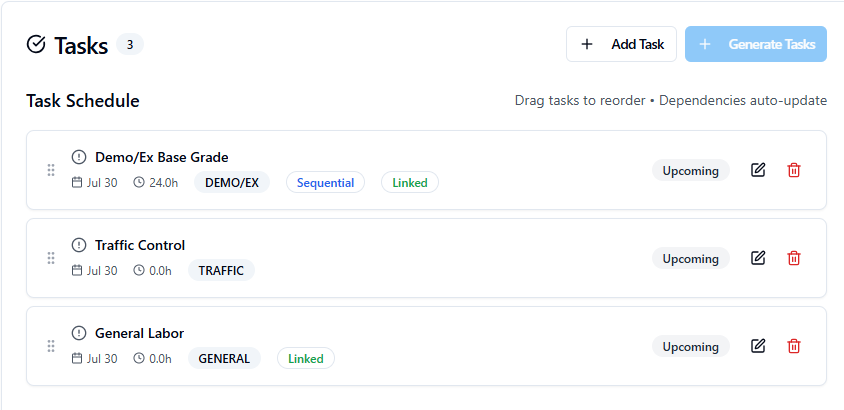 Tasks 3
+ Add Task + Generate Tasks
Task Schedule Drag tasks to reorder • Dependencies auto-update
Demo/Ex Base Grade
Jul 30 24.0h DEMO/EX Sequential Linked Upcoming
Traffic Control
Jul 30 0.0h TRAFFIC Upcoming
General Labor
Jul 30 0.0h GENERAL Linked Upcoming